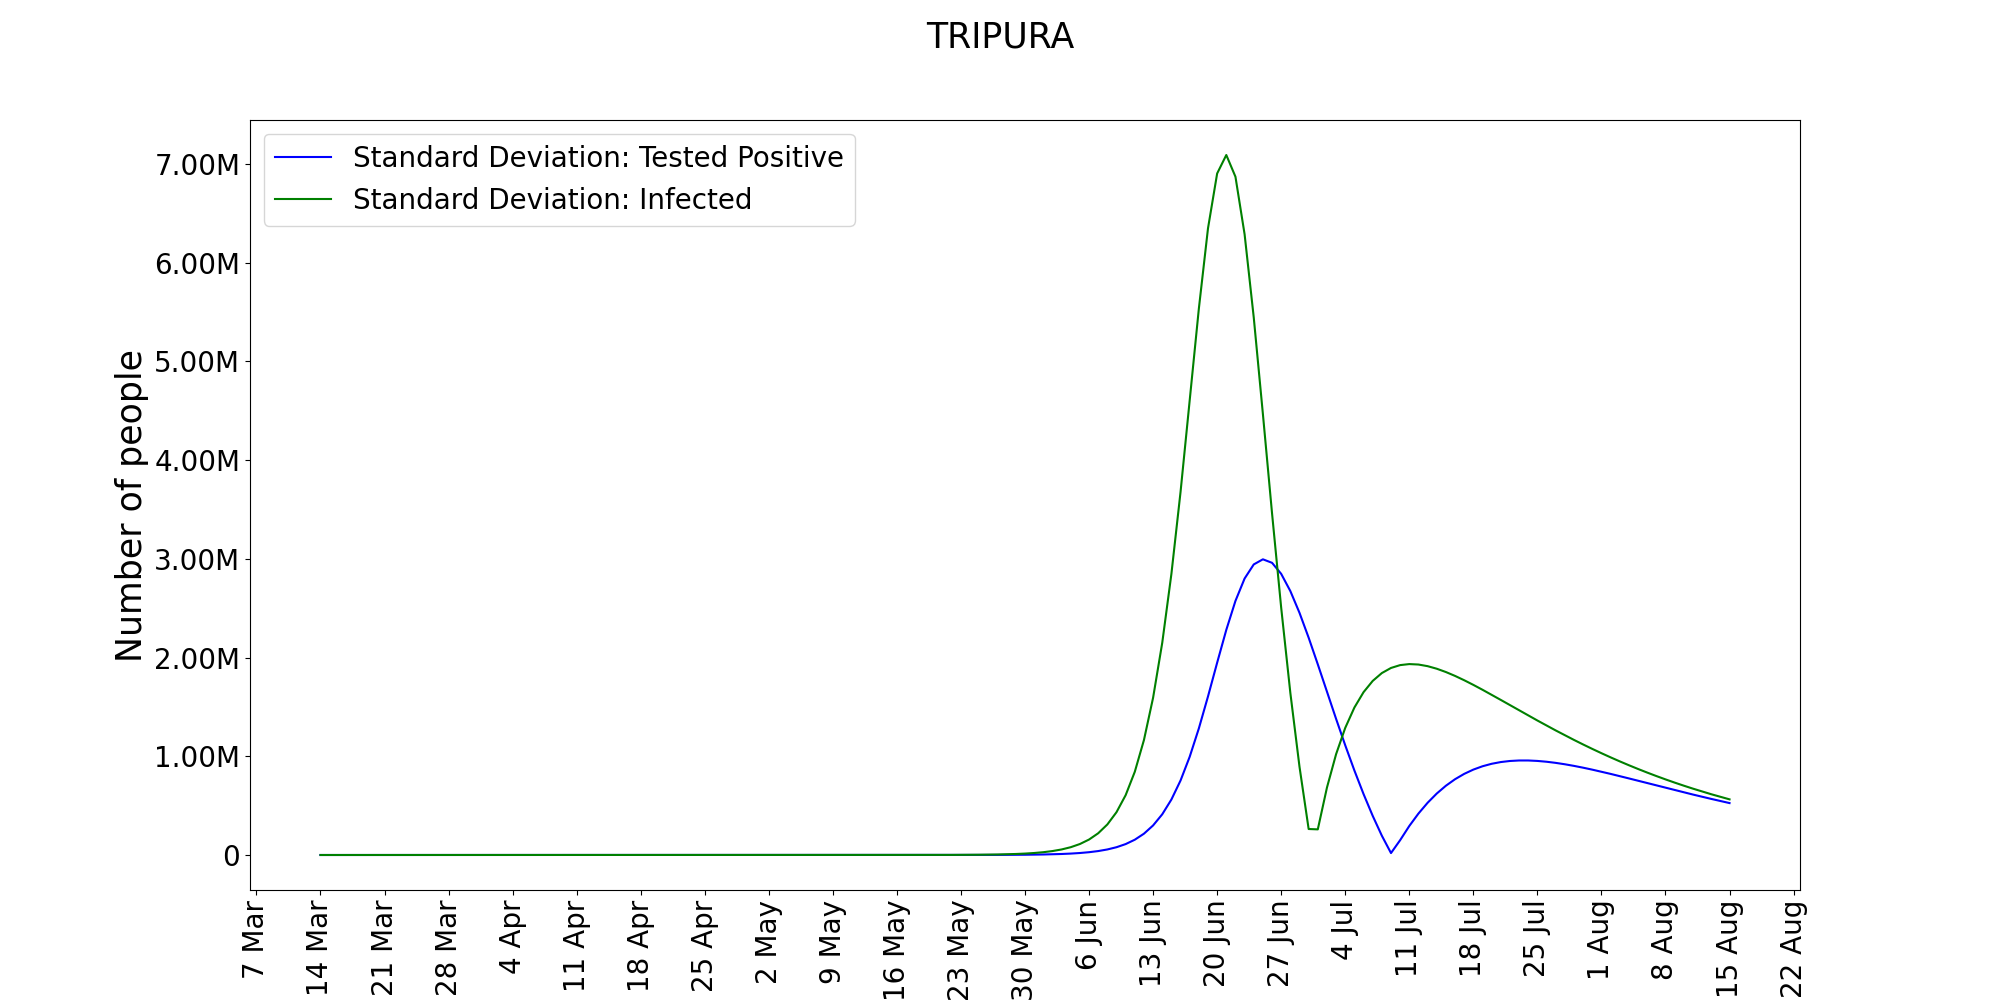 TRIPURA
Standard Deviation: Tested Positive
Standard Deviation: Infected
Number of people
7.00M
6.00M
5.00M
4.00M
3.00M
2.00M
1.00M
0
7 Mar
14 Mar
21 Mar
28 Mar
4 Apr
11 Apr
18 Apr
25 Apr
2 May
9 May
16 May
23 May
30 May
6 Jun
13 Jun
20 Jun
27 Jun
4 Jul
11 Jul
18 Jul
25 Jul
1 Aug
8 Aug
15 Aug
22 Aug